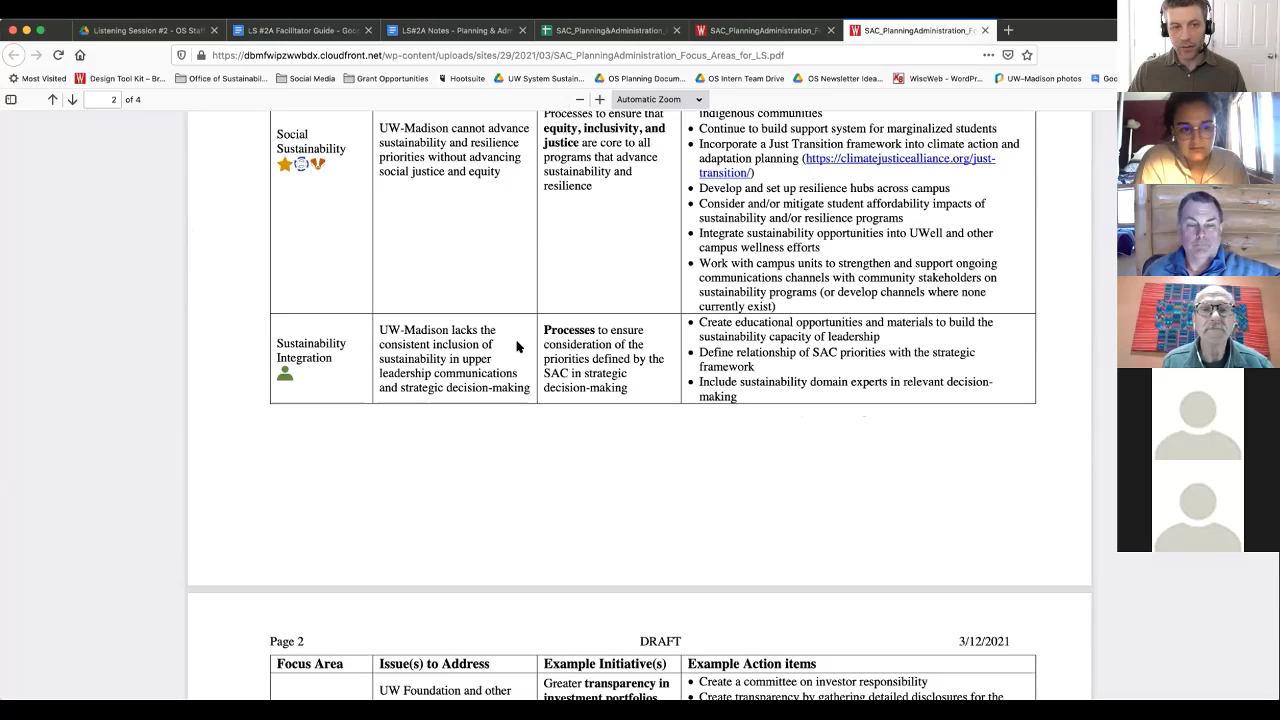 Listening Session #2 - OS Staf
LS #2A Facilitator Guide - Goo
LS#2A Notes - Planning & Adm
SAC_Planning&Administration_
SAC_PlanningAdministration_F
SAC_PlanningAdministration_Fo
https://dbmfwipzwwbdx.cloudfront.net/wp-content/uploads/sites/29/2021/03/SAC_PlanningAdministration_Focus_Areas_for_LS.pdf
Most Visited
Design Tool Kit – Br...
Office of Sustainabil...
Social Media
Grant Opportunities
Hootsuite
UW System Sustain...
OS Planning Docum...
OS Intern Team Drive
OS Newsletter Idea...
WiseWeb - WordPr...
UW–Madison photos
Goo
2 of 4
Automatic Zoom
Social
Sustainability
UW-Madison cannot advance
sustainability and resilience
priorities without advancing
social justice and equity
Processes to ensure that
equity, inclusivity, and
justice are core to all
programs that advance
sustainability and
resilience
indigenous communities
• Continue to build support system for marginalized students
• Incorporate a Just Transition framework into climate action and
adaptation planning (https://climatejusticealliance.org/just-
transition/)
• Develop and set up resilience hubs across campus
• Consider and/or mitigate student affordability impacts of
sustainability and/or resilience programs
• Integrate sustainability opportunities into UWell and other
campus wellness efforts
• Work with campus units to strengthen and support ongoing
communications channels with community stakeholders on
sustainability programs (or develop channels where none
currently exist)
Sustainability
Integration
UW-Madison lacks the
consistent inclusion of
sustainability in upper
leadership communications
and strategic decision-making
Processes to ensure
consideration of the
priorities defined by the
SAC in strategic
decision-making
• Create educational opportunities and materials to build the
sustainability capacity of leadership
• Define relationship of SAC priorities with the strategic
framework
• Include sustainability domain experts in relevant decision-
making
Page 2
DRAFT
3/12/2021
Focus Area
Issue(s) to Address
Example Initiative(s)
Example Action items
UW Foundation and other
Greater transparency in
investment portfolios
• Create a committee on investor responsibility
• Create transparency by gathering detailed disclosures for the